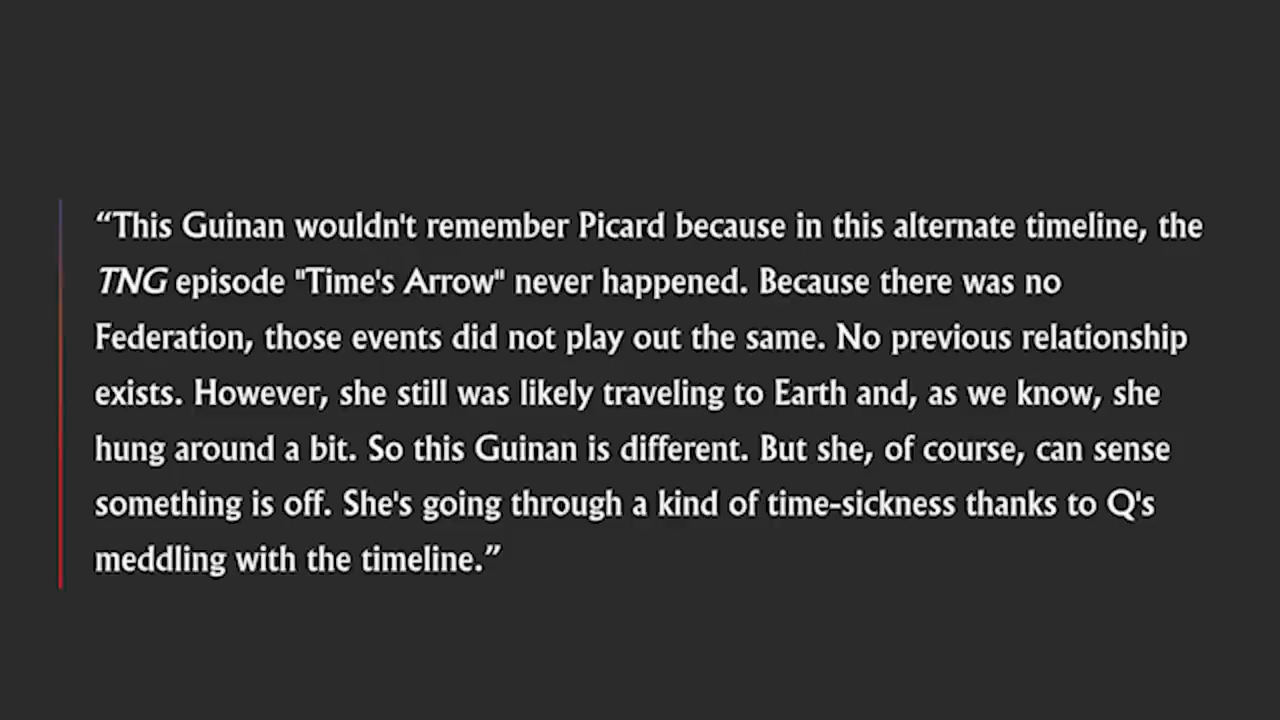 “This Guinan wouldn't remember Picard because in this alternate timeline, the
TNG episode "Time's Arrow" never happened. Because there was no
Federation, those events did not play out the same. No previous relationship
exists. However, she still was likely traveling to Earth and, as we know, she
hung around a bit. So this Guinan is different. But she, of course, can sense
something is off. She's going through a kind of time-sickness thanks to Q's
meddling with the timeline.”